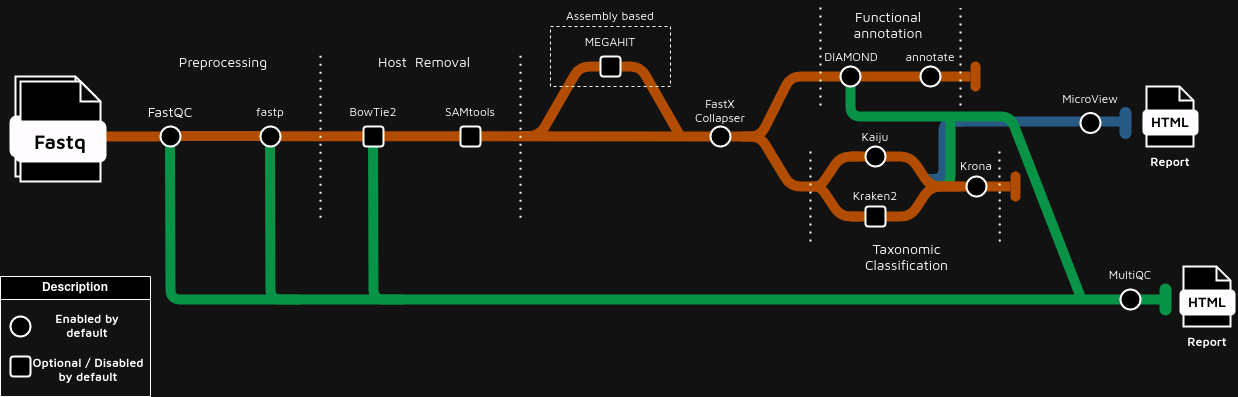 Assembly based
MEGAHIT
Functional
annotation
DIAMOND
annotate
Preprocessing
Host Removal
Fastq
FastQC
fastp
BowTie2
SAMtools
FastX
Collapser
Kaiju
Kraken2
Krona
Taxonomic
Classification
MicroView
HTML
Report
MultiQC
HTML
Report
Description
Enabled by
default
Optional / Disabled
by default